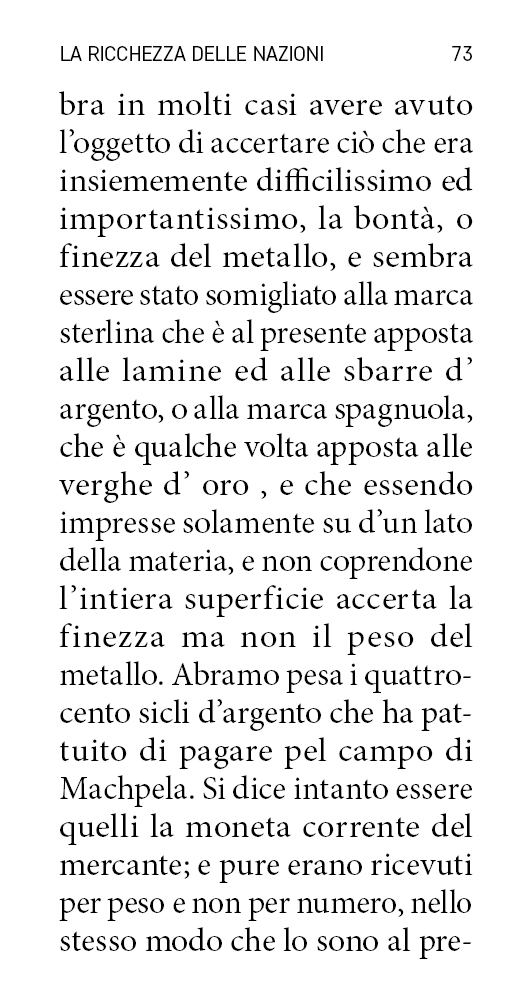 LA RICCHEZZA DELLE NAZIONI 73
bra in molti casi avere avuto
l’oggetto di accertare ciò che era
insiememente difficilissimo ed
importantissimo, la bontà, o
finezza del metallo, e sembra
essere stato somigliato alla marca
sterlina che è al presente apposta
alle lamine ed alle sbarre d’
argento, o alla marca spagnuola,
che è qualche volta apposta alle
verghe d’ oro , e che essendo
impresse solamente su d’un lato
della materia, e non coprendone
l’intiera superficie accerta la
finezza ma non il peso del
metallo. Abramo pesa i quattro-
cento sicli d’argento che ha pat-
tuito di pagare pel campo di
Machpela. Si dice intanto essere
quelli la moneta corrente del
mercante; e pure erano ricevuti
per peso e non per numero, nello
stesso modo che lo sono al pre-